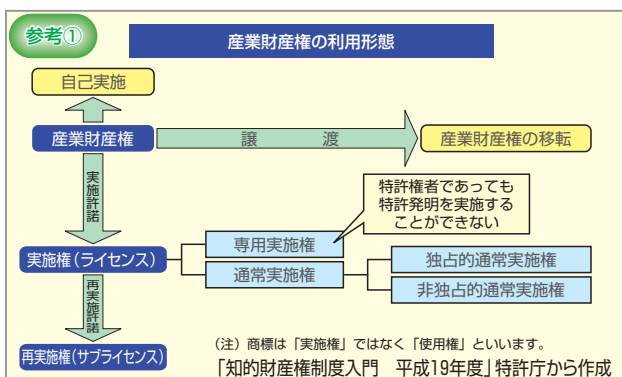 参考①
産業財産権の利用形態
自己実施
産業財産権
譲　渡
産業財産権の移転
実施許諾
特許権者であっても
特許発明を実施する
ことができない
実施権（ライセンス）
専用実施権
通常実施権
独占的通常実施権
非独占的通常実施権
再実施許諾
再実施権（サブライセンス）
（注）商標は「実施権」ではなく「使用権」といいます。
「知的財産権制度入門　平成19年度」特許庁から作成